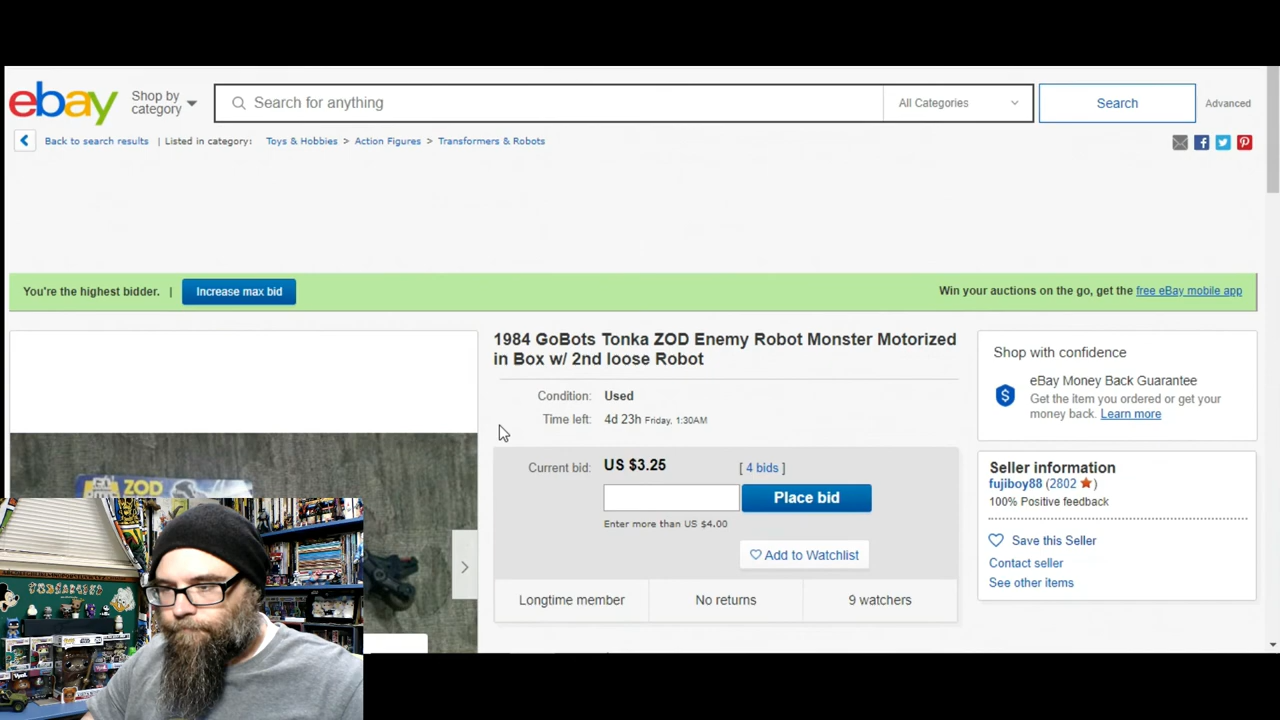 ebay
Shop by
category
Search for anything
All Categories
Search
Advanced
Back to search results | Listed in category: Toys & Hobbies > Action Figures > Transformers & Robots
You're the highest bidder. |
Increase max bid
Win your auctions on the go, get the free eBay mobile app
1984 GoBots Tonka ZOD Enemy Robot Monster Motorized
in Box w/ 2nd loose Robot
Condition: Used
Time left: 4d 23h Friday, 1:30AM
Current bid: US $3.25 [ 4 bids ]
Place bid
Enter more than US $4.00
Add to Watchlist
Longtime member No returns 9 watchers
Shop with confidence
eBay Money Back Guarantee
Get the item you ordered or get your
money back. Learn more
Seller information
fujiboy88 (2802 )
100% Positive feedback
Save this Seller
Contact seller
See other items
ZOD